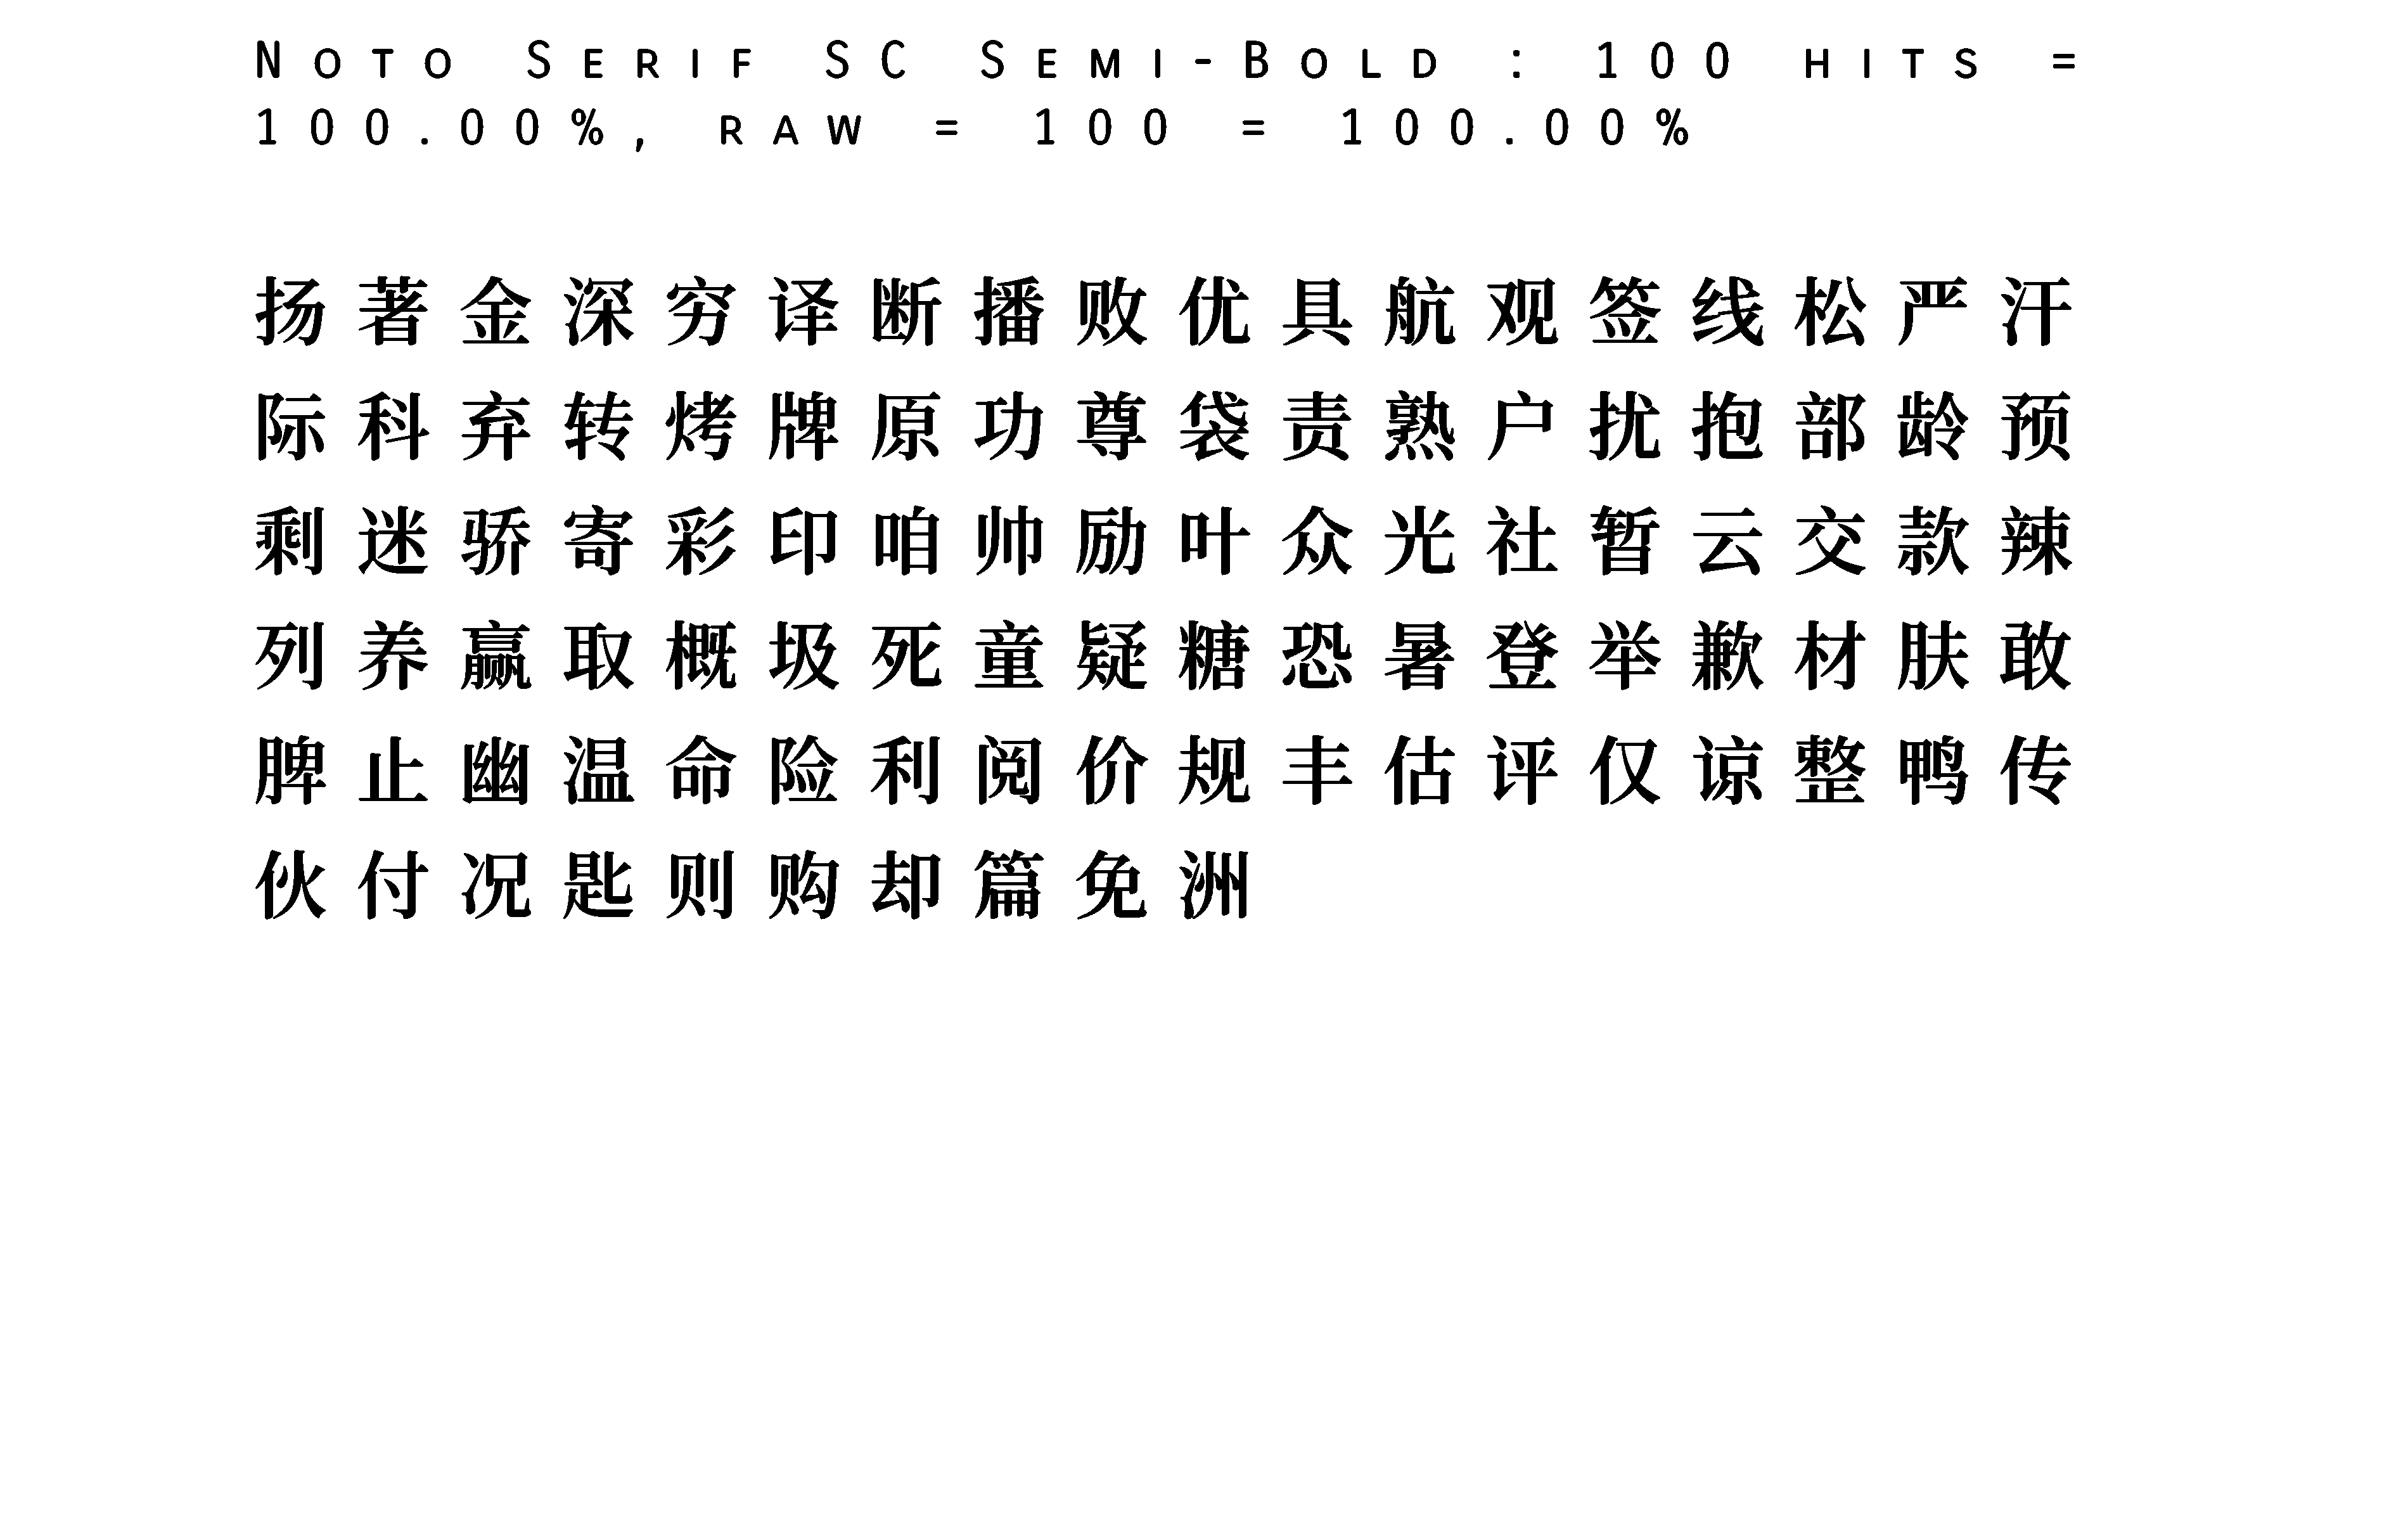 Noto Serif SC Semi-Bold : 100 hits =
100.00%, raw = 100 = 100.00%
扬著金深穷译断播败优具航观签线松严汗
际科弃转烤牌原功尊袋责熟户扰抱部龄预
剩迷骄寄彩印咱帅励叶众光社暂云交款辣
列养赢取概圾死童疑糖恐暑登举歉材肤敢
脾止幽温命险利阅价规丰估评仅谅整鸭传
伙付况匙则购却篇免洲